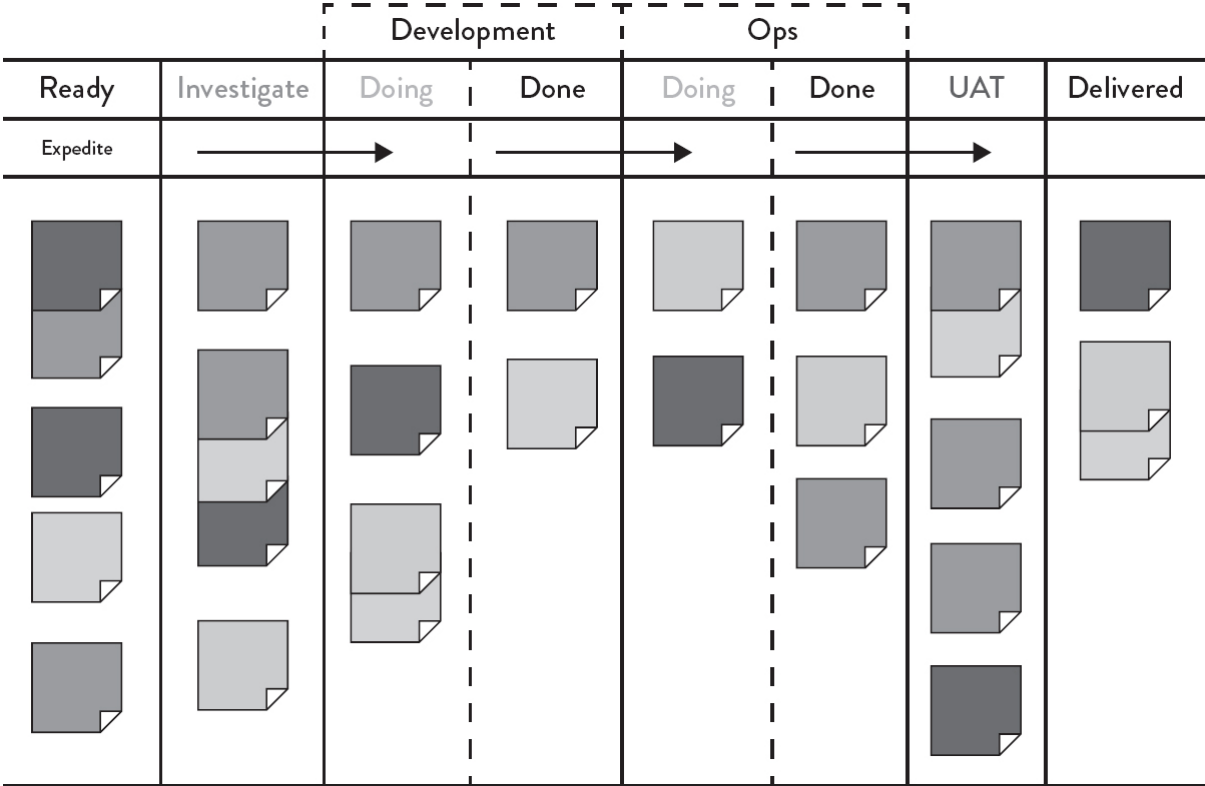 Development Ops
Ready Investigate Doing Done Doing Done UAT Delivered
Expedite